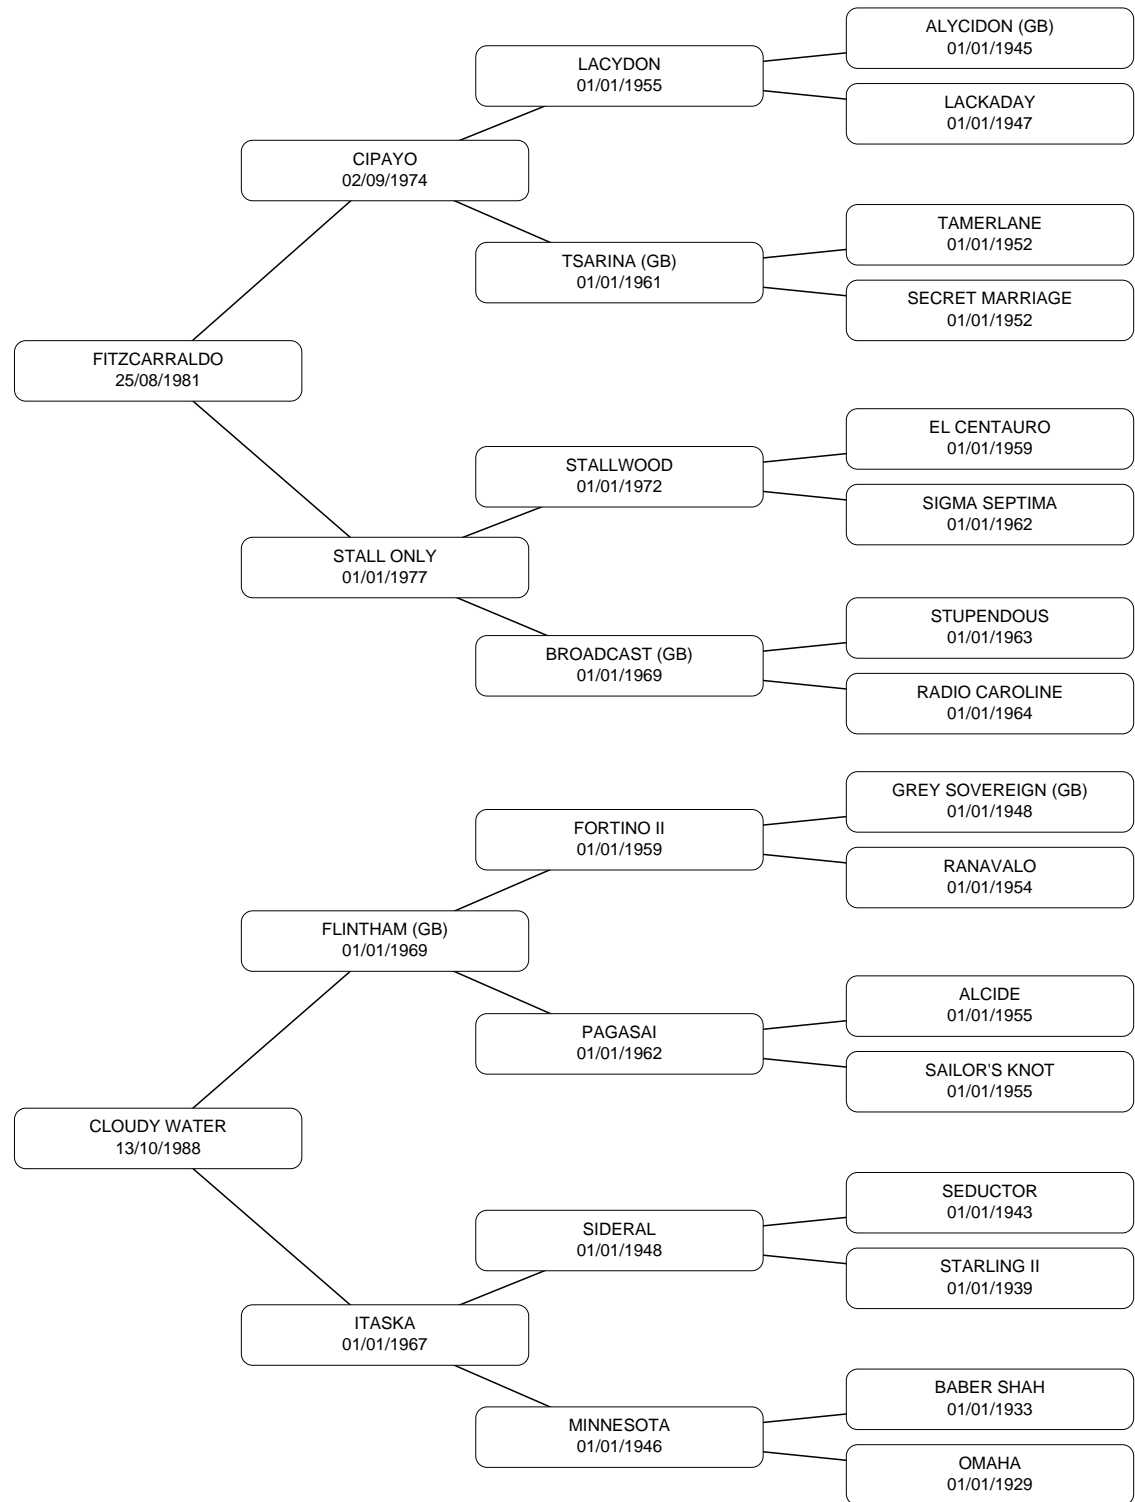 ALYCIDON (GB)
01/01/1945
LACYDON
01/01/1955
LACKADAY
01/01/1947
CIPAYO
02/09/1974
TAMERLANE
01/01/1952
TSARINA (GB)
01/01/1961
SECRET MARRIAGE
01/01/1952
FITZCARRALDO
25/08/1981
EL CENTAURO
01/01/1959
STALLWOOD
01/01/1972
SIGMA SEPTIMA
01/01/1962
STALL ONLY
01/01/1977
STUPENDOUS
01/01/1963
BROADCAST (GB)
01/01/1969
RADIO CAROLINE
01/01/1964
GREY SOVEREIGN (GB)
01/01/1948
FORTINO II
01/01/1959
RANAVALO
01/01/1954
FLINTHAM (GB)
01/01/1969
ALCIDE
01/01/1955
PAGASAI
01/01/1962
SAILOR'S KNOT
01/01/1955
CLOUDY WATER
13/10/1988
SEDUCTOR
01/01/1943
SIDERAL
01/01/1948
STARLING II
01/01/1939
ITASKA
01/01/1967
BABER SHAH
01/01/1933
MINNESOTA
01/01/1946
OMAHA
01/01/1929